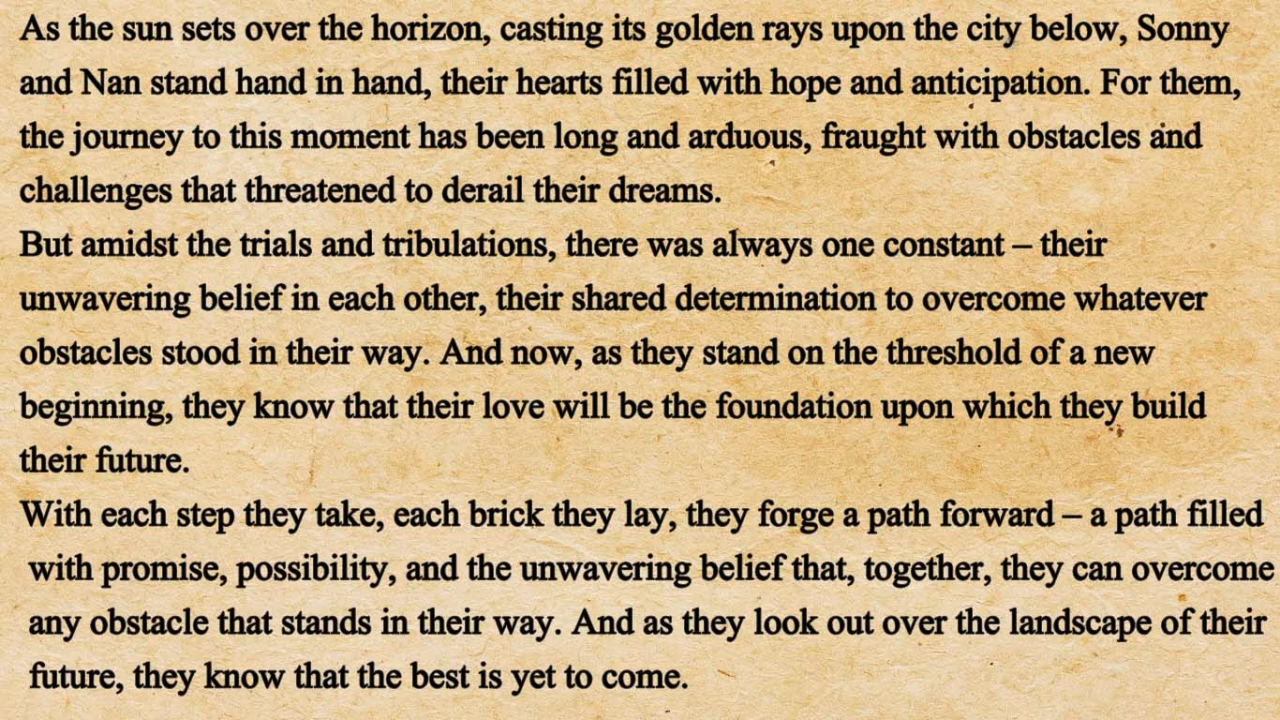 As the sun sets over the horizon, casting its golden rays upon the city below, Sonny
and Nan stand hand in hand, their hearts filled with hope and anticipation. For them,
the journey to this moment has been long and arduous, fraught with obstacles and
challenges that threatened to derail their dreams.
But amidst the trials and tribulations, there was always one constant – their
unwavering belief in each other, their shared determination to overcome whatever
obstacles stood in their way. And now, as they stand on the threshold of a new
beginning, they know that their love will be the foundation upon which they build
their future.
With each step they take, each brick they lay, they forge a path forward – a path filled
with promise, possibility, and the unwavering belief that, together, they can overcome
any obstacle that stands in their way. And as they look out over the landscape of their
future, they know that the best is yet to come.